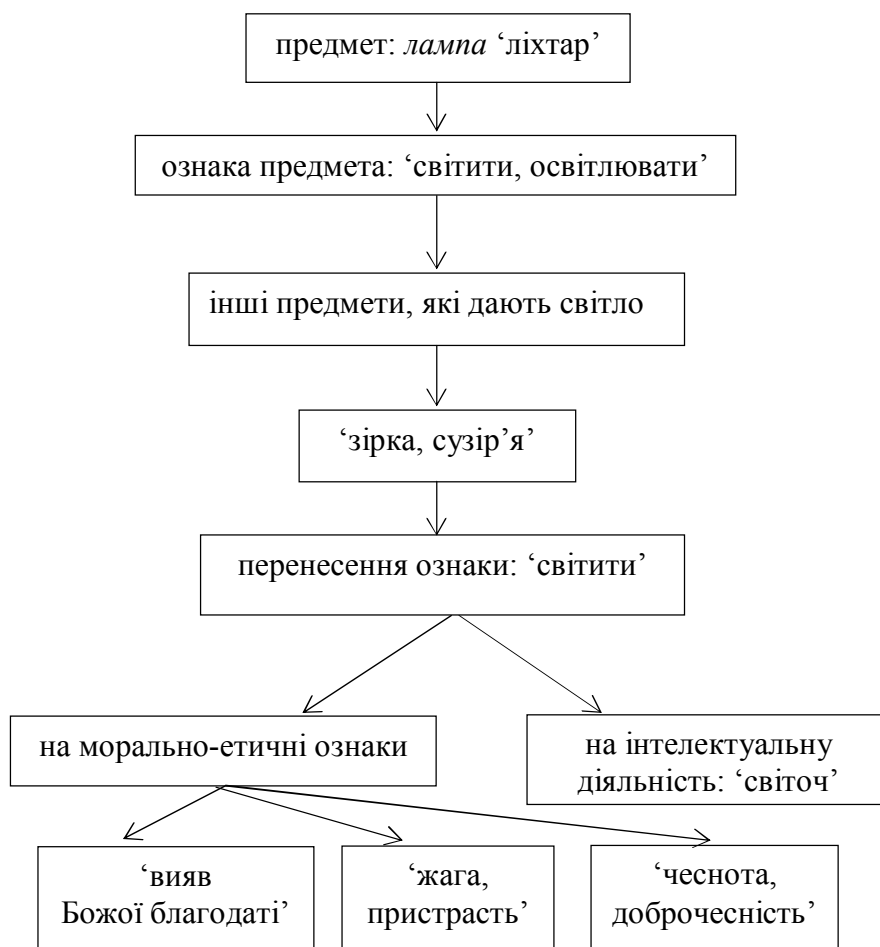 предмет: лампа ‘ліхтар’
ознака предмета: ‘світити, освітлювати’
інші предмети, які дають світло
‘зірка, сузір’я’
перенесення ознаки: ‘світити’
на морально-етичні ознаки
на інтелектуальну
діяльність: ‘світоч’
‘вияв
Божої благодаті’
‘жага,
пристрасть’
‘чеснота,
доброчесність’